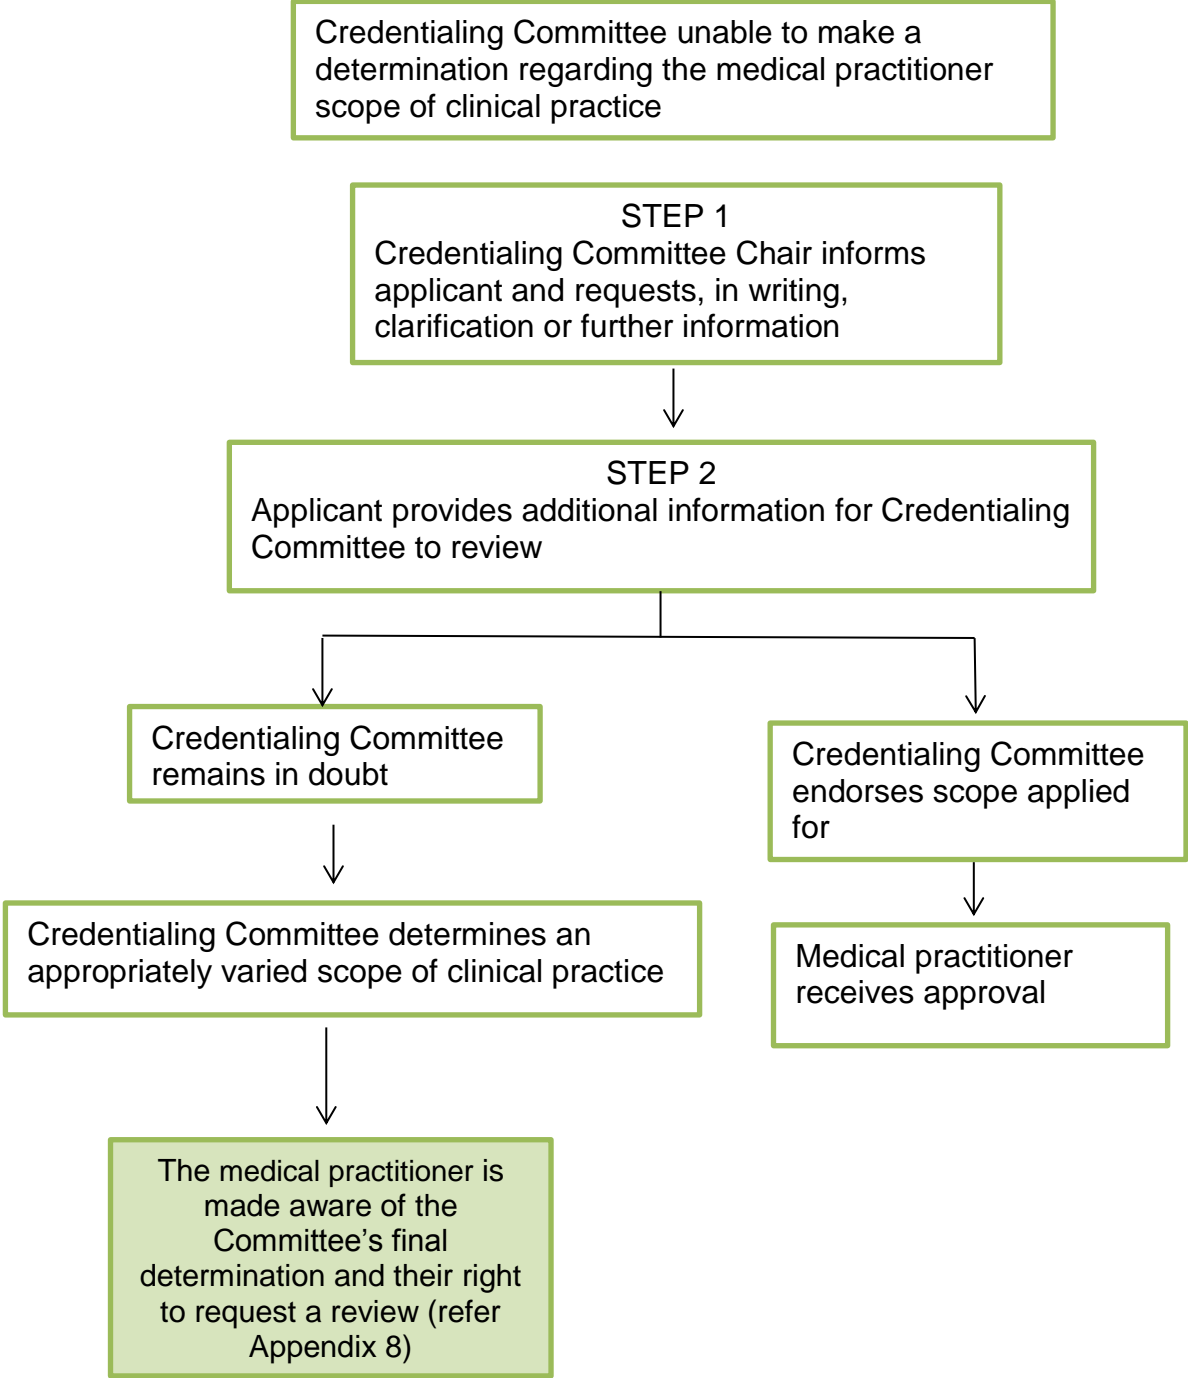 Credentialing Committee unable to make a
determination regarding the medical practitioner
scope of clinical practice
STEP 1
Credentialing Committee Chair informs
applicant and requests, in writing,
clarification or further information
STEP 2
Applicant provides additional information for Credentialing
Committee to review
Credentialing Committee
remains in doubt
Credentialing Committee
endorses scope applied
for
Credentialing Committee determines an
appropriately varied scope of clinical practice
Medical practitioner
receives approval
The medical practitioner is
made aware of the
Committee’s final
determination and their right
to request a review (refer
Appendix 8)